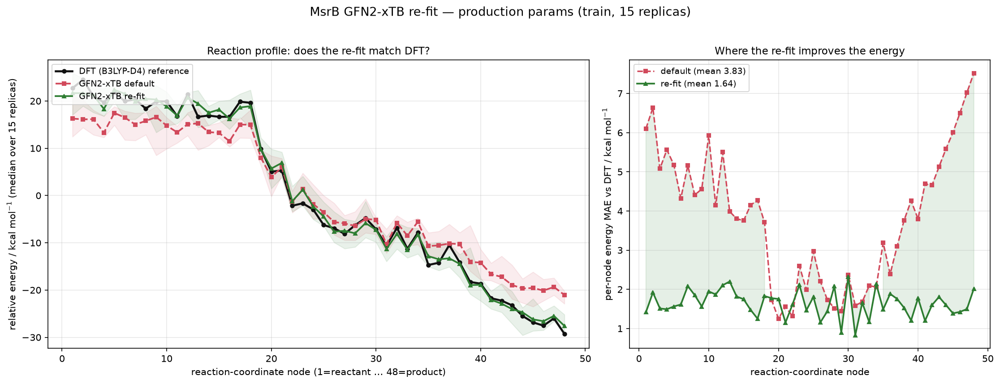 MsrB GFN2-xTB re-fit — production params (train, 15 replicas)
Reaction profile: does the re-fit match DFT?
DFT (B3LYP-D4) reference
GFN2-xTB default
GFN2-xTB re-fit
relative energy / kcal mol⁻¹ (median over 15 replicas)
20
10
0
−10
−20
−30
0 10 20 30 40 50
reaction-coordinate node (1=reactant ... 48=product)
Where the re-fit improves the energy
default (mean 3.83)
re-fit (mean 1.64)
per-node energy MAE vs DFT / kcal mol⁻¹
7
6
5
4
3
2
1
0 10 20 30 40 50
reaction-coordinate node